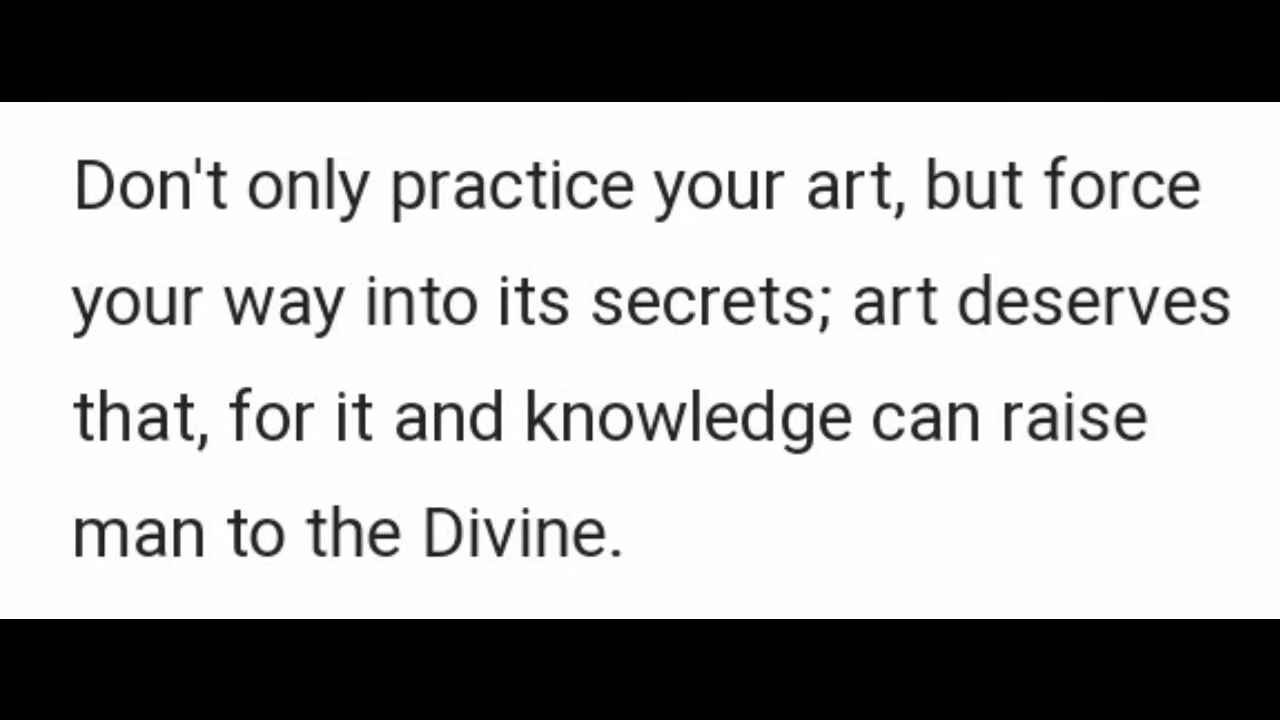 Don't only practice your art, but force
your way into its secrets; art deserves
that, for it and knowledge can raise
man to the Divine.